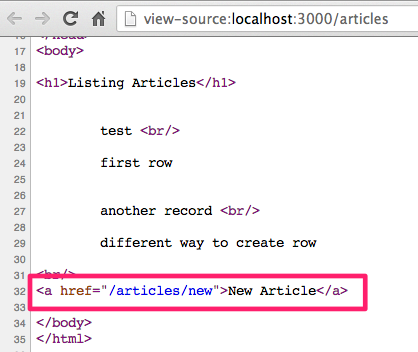 view-source:localhost:3000/articles
16 </head>
17 <body>
18
19 <h1>Listing Articles</h1>
20
21
22 test <br/>
23
24 first row
25
26
27 another record <br/>
28
29 different way to create row
30
31 <br/>
32 <a href="/articles/new">New Article</a>
33
34 </body>
35 </html>